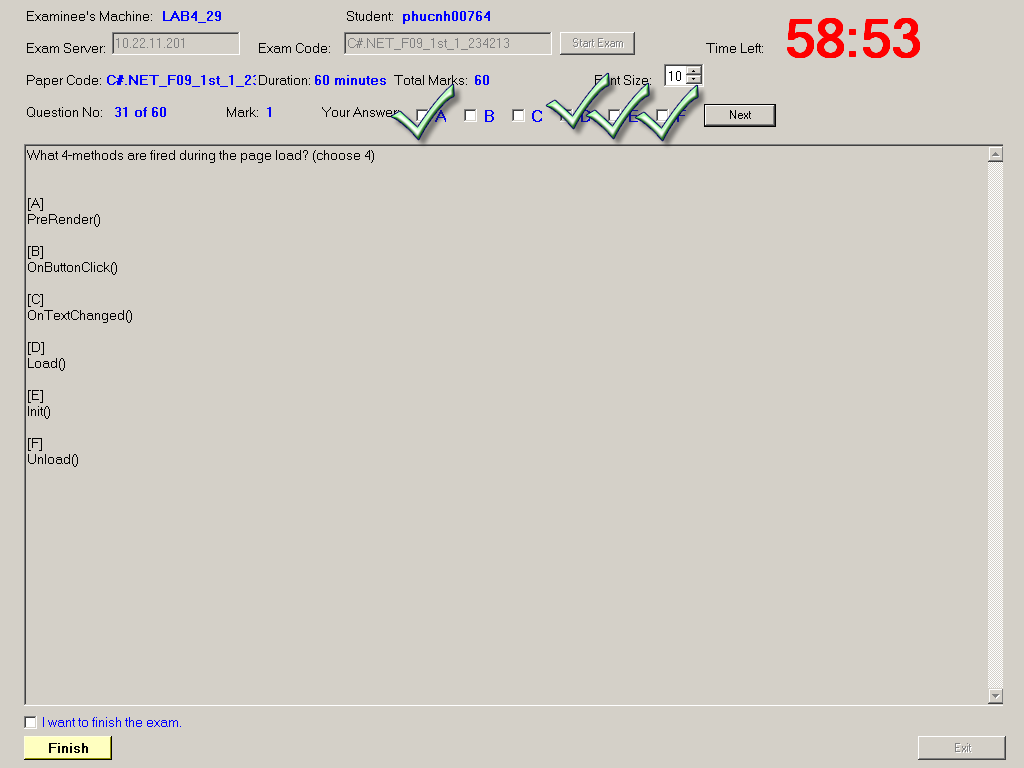 Examinee's Machine: LAB4_29 Student: phucnh00764
58:53
Exam Server: 10.22.11.201 Exam Code: C#.NET_F09_1st_1_234213 Start Exam Time Left:
Paper Code: C#.NET_F09_1st_1_23 Duration: 60 minutes Total Marks: 60 Font Size: 10
Question No: 31 of 60 Mark: 1 Your Answer: A B C D E F Next
What 4-methods are fired during the page load? (choose 4)
[A]
PreRender()
[B]
OnButtonClick()
[C]
OnTextChanged()
[D]
Load()
[E]
Init()
[F]
Unload()
I want to finish the exam.
Finish Exit